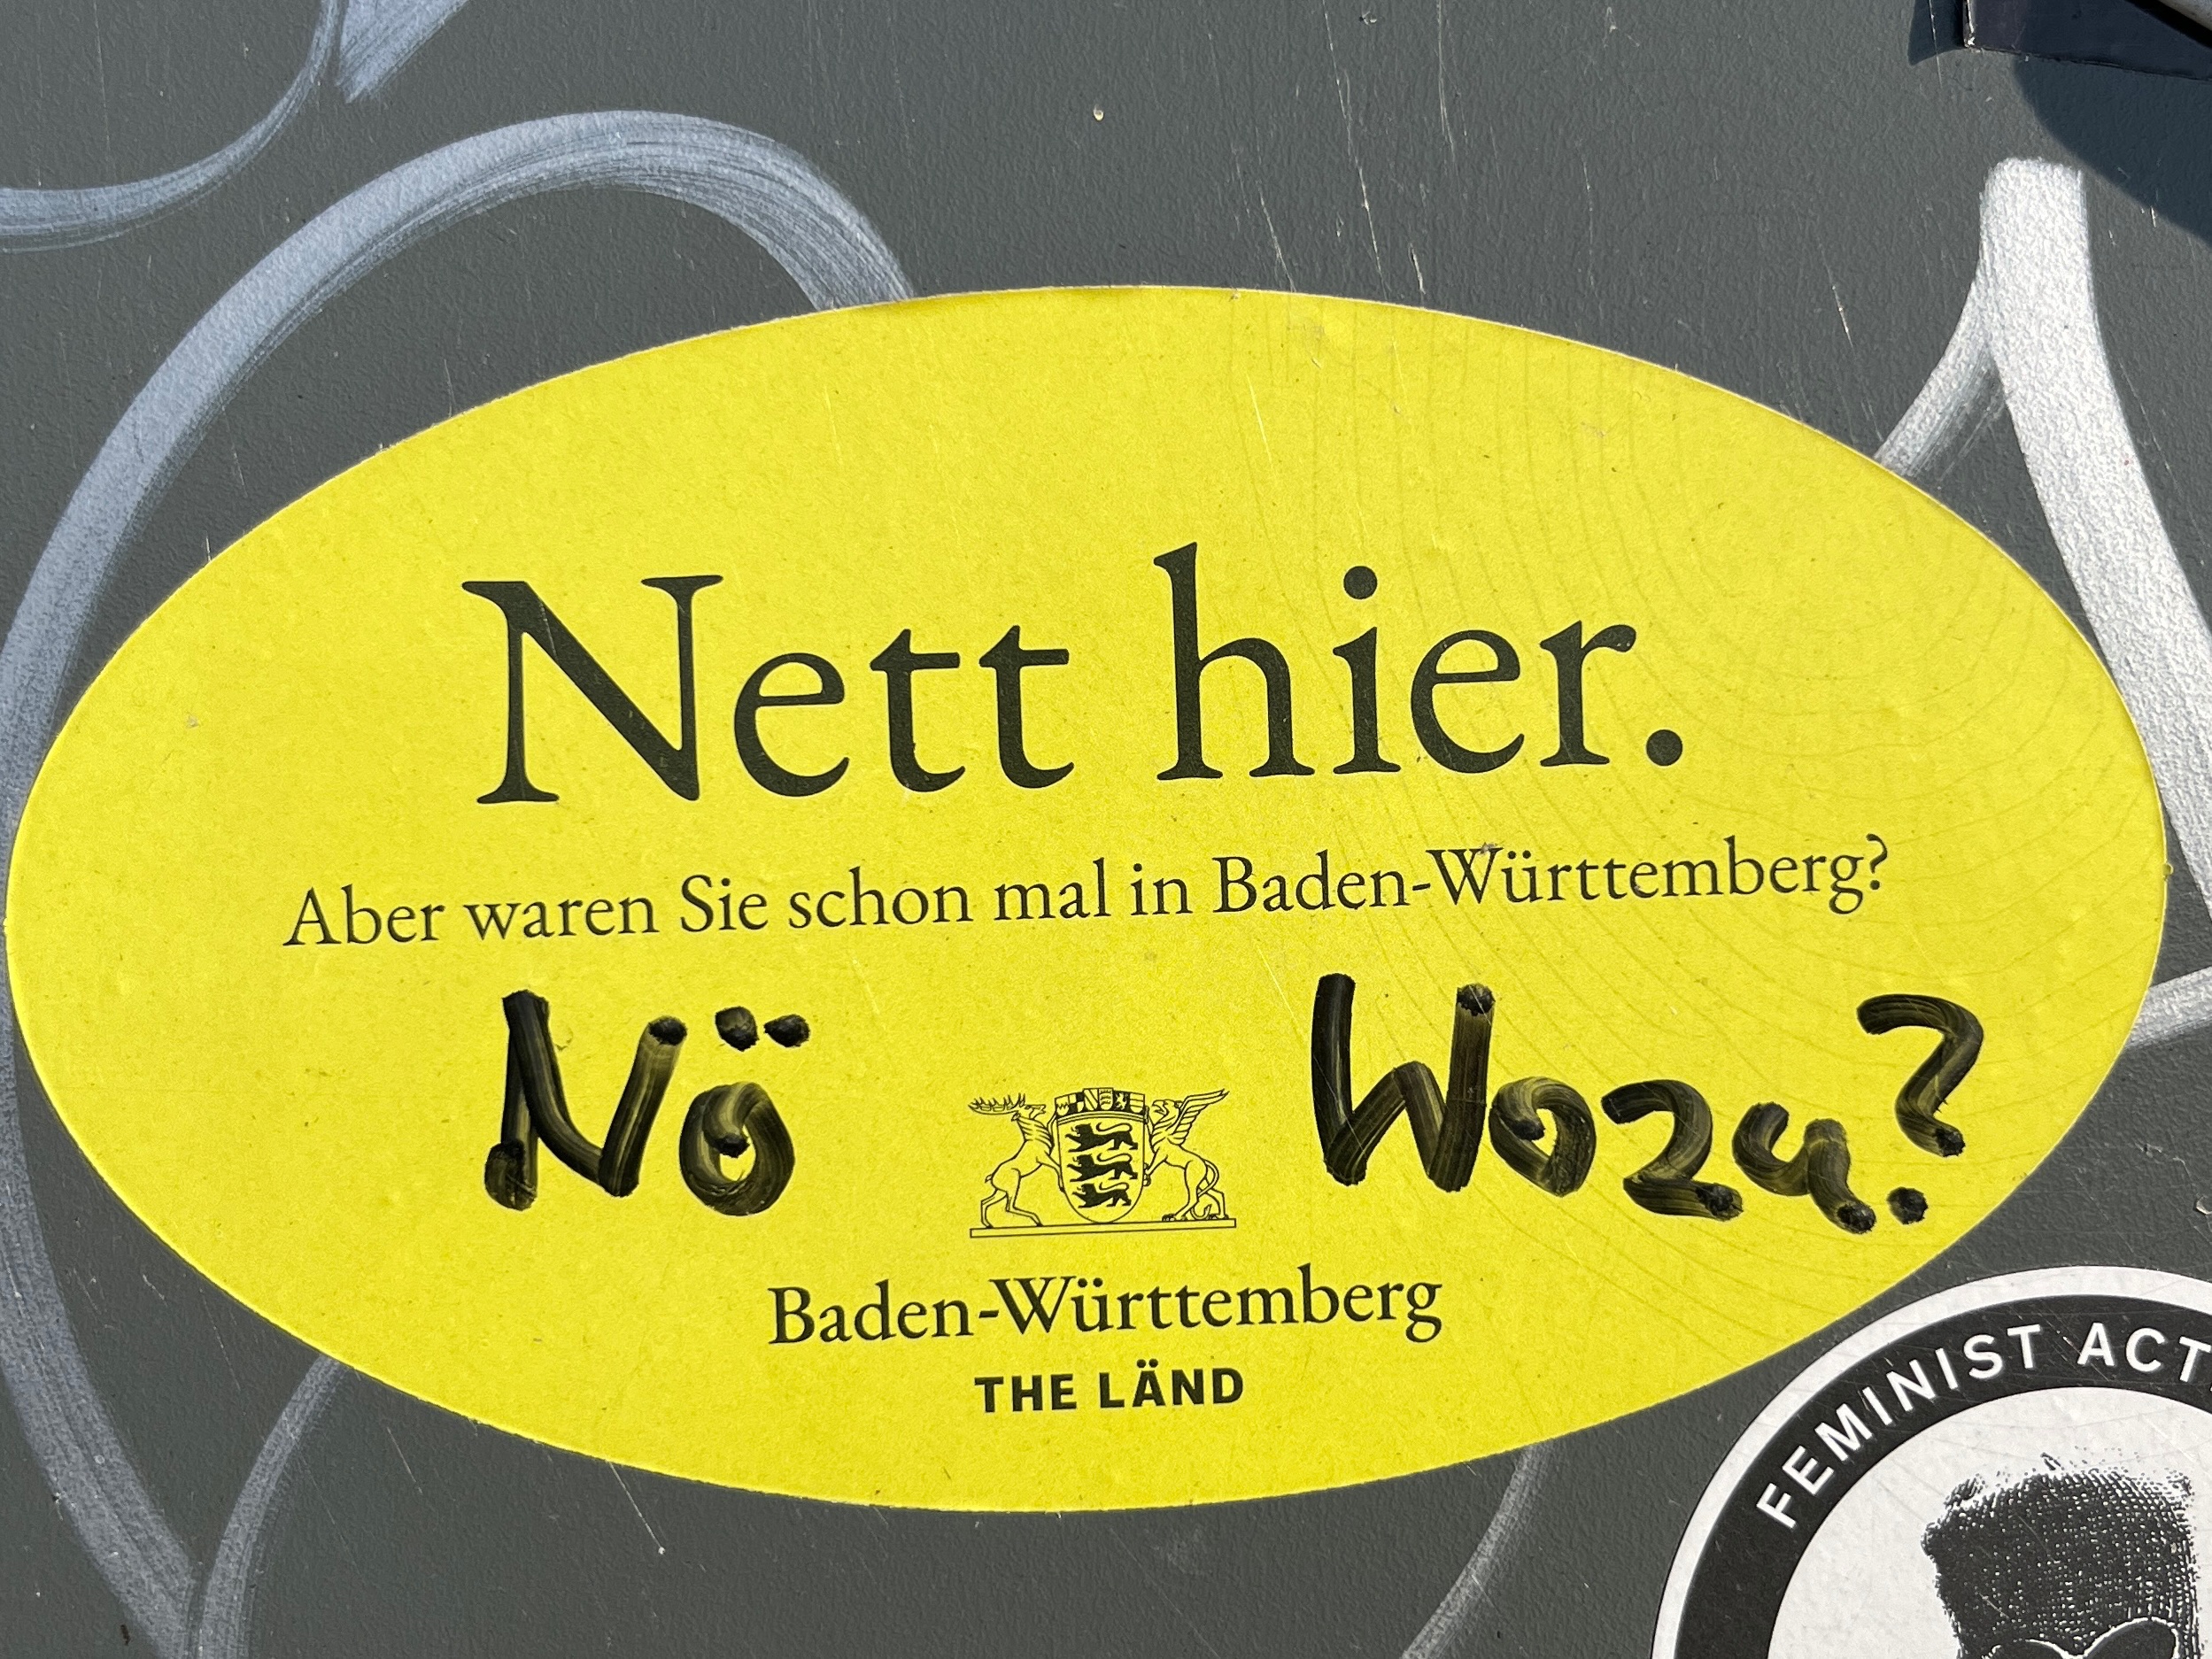 Nett hier.
Aber waren Sie schon mal in Baden-Württemberg?
Nö Wozu?
Baden-Württemberg
THE LÄND
FEMINIST ACT